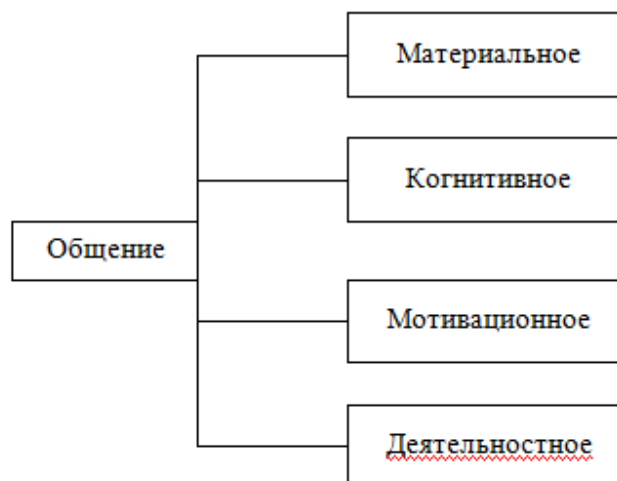 Материальное
Когнитивное
Общение
Мотивационное
Деятельностное